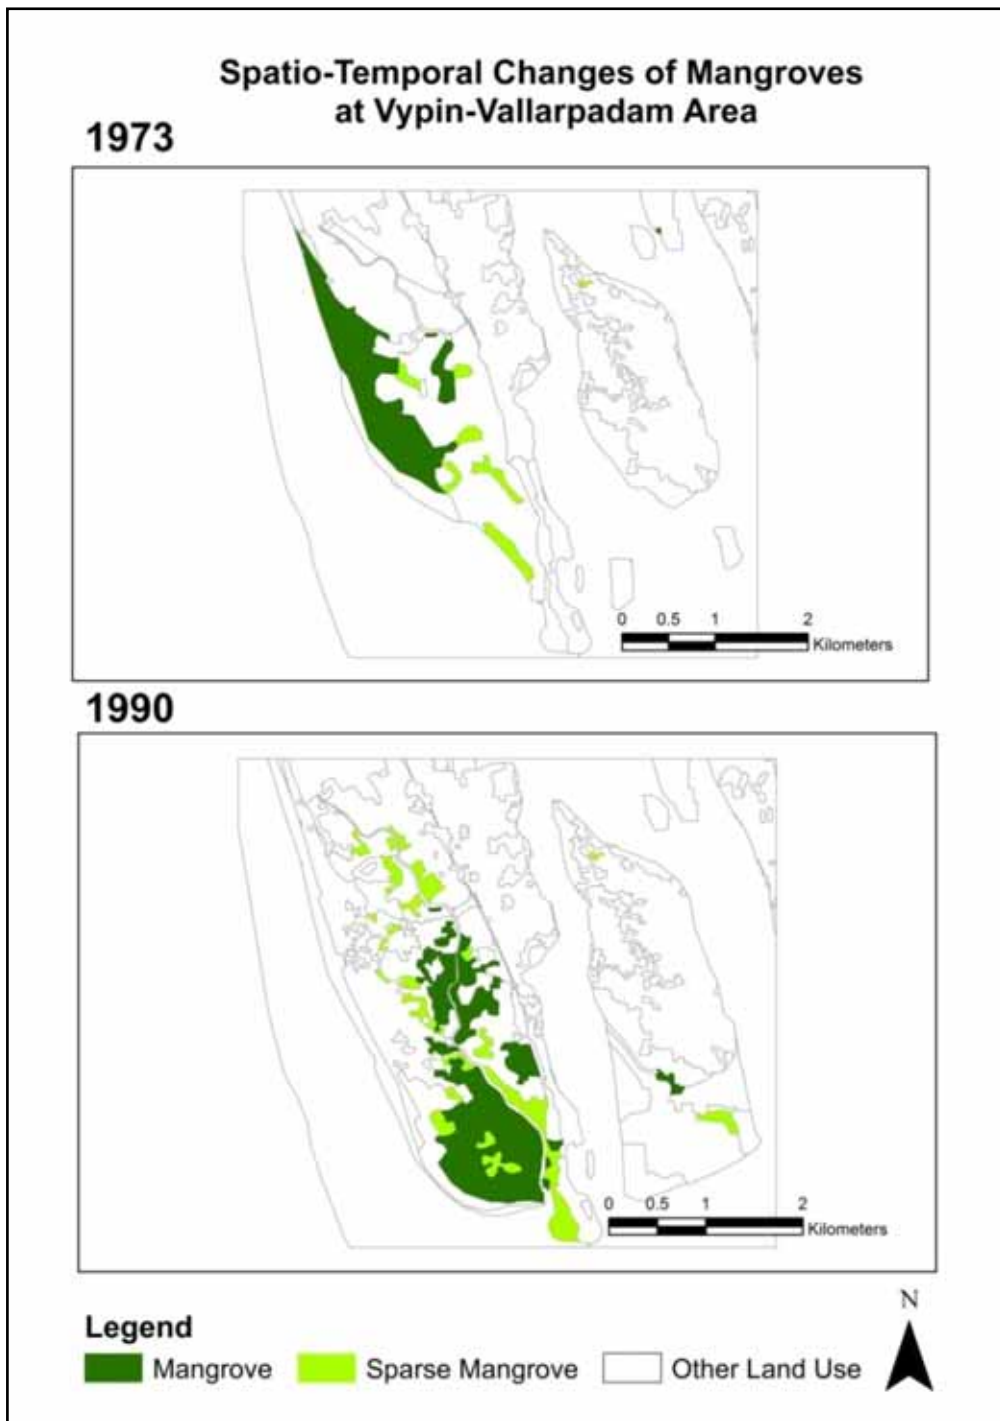 Spatio-Temporal Changes of Mangroves
at Vypin-Vallarpadam Area
1973
0 0.5 1 2
Kilometers
1990
0 0.5 1 2
Kilometers
N
Legend
Mangrove Sparse Mangrove Other Land Use